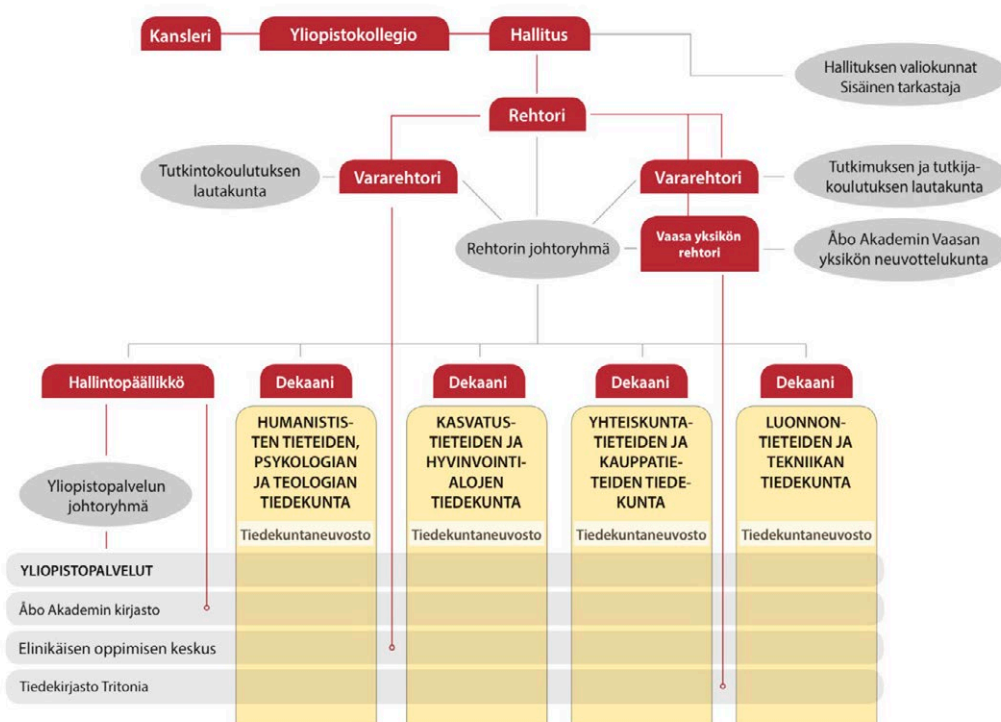 Kansleri
Yliopistokollegio
Hallitus
Hallituksen valiokunnat
Sisäinen tarkastaja
Rehtori
Tutkintokoulutuksen
lautakunta
Vararehtori
Vararehtori
Tutkimuksen ja tutkija-
koulutuksen lautakunta
Rehtorin johtoryhmä
Vaasa yksikön
rehtori
Åbo Akademin Vaasan
yksikön neuvottelukunta
Hallintopäällikkö
Dekaani
Dekaani
Dekaani
Dekaani
HUMANISTIS-
TEN TIETEIDEN,
PSYKOLOGIAN
JA TEOLOGIAN
TIEDEKUNTA
Tiedekuntaneuvosto
KASVATUS-
TIETEIDEN JA
HYVINVOINTI-
ALOJEN
TIEDEKUNTA
Tiedekuntaneuvosto
YHTEISKUNTA-
TIETEIDEN JA
KAUPPATIE-
TEIDEN TIEDE-
KUNTA
Tiedekuntaneuvosto
LUONNON-
TIETEIDEN JA
TEKNIIKAN
TIEDEKUNTA
Tiedekuntaneuvosto
Yliopistopalvelun
johtoryhmä
YLIOPISTOPALVELUT
Åbo Akademin kirjasto
Elinikäisen oppimisen keskus
Tiedekirjasto Tritonia